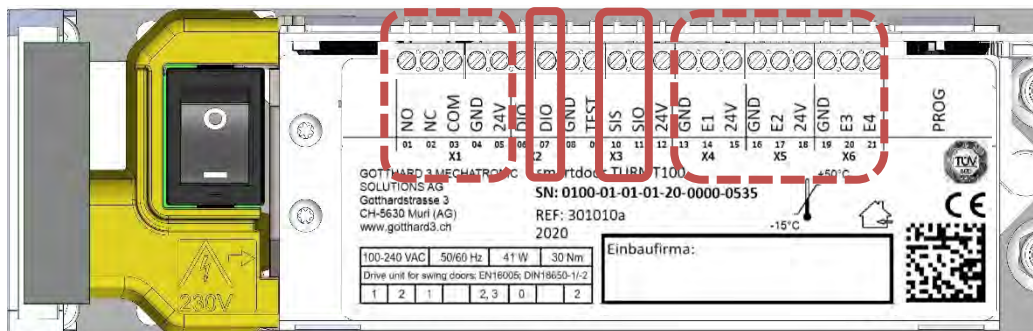 NO NC COM GND 24V DIO DIO GND TEST SIS SIO 24V GND E1 24V GND E2 24V GND E3 E4 PROG
01 02 03 04 05 06 07 08 09 10 11 12 13 14 15 16 17 18 19 20 21
X1 X2 X3 X4 X5 X6
GOTTHARD 3 MECHATRONIC
SOLUTIONS AG
Gotthardstrasse 3
CH-5630 Muri (AG)
www.gotthard3.ch
smartdoor TURN T100
SN: 0100-01-01-01-20-0000-0535
REF: 301010a
2020
+50°C
-15°C
TÜV
CE
100-240 VAC 50/60 Hz 41 W 30 Nm
Drive unit for swing doors: EN16005; DIN18650-1/-2
1 2 1 2, 3 0 2
Einbaufirma:
230V